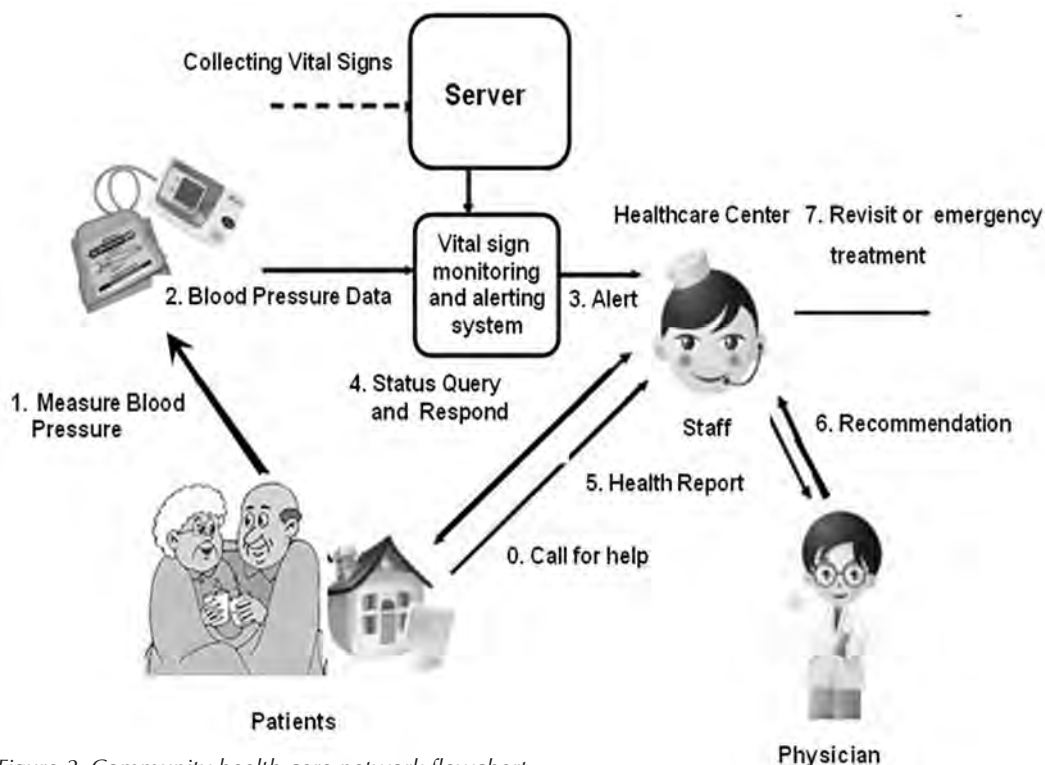 Collecting Vital Signs
Server
Healthcare Center
7. Revisit or emergency
treatment
Vital sign
monitoring
and alerting
system
2. Blood Pressure Data
3. Alert
4. Status Query
and Respond
1. Measure Blood
Pressure
Staff
6. Recommendation
5. Health Report
0. Call for help
Patients
Physician
Figure 2. Community health care network flowchart